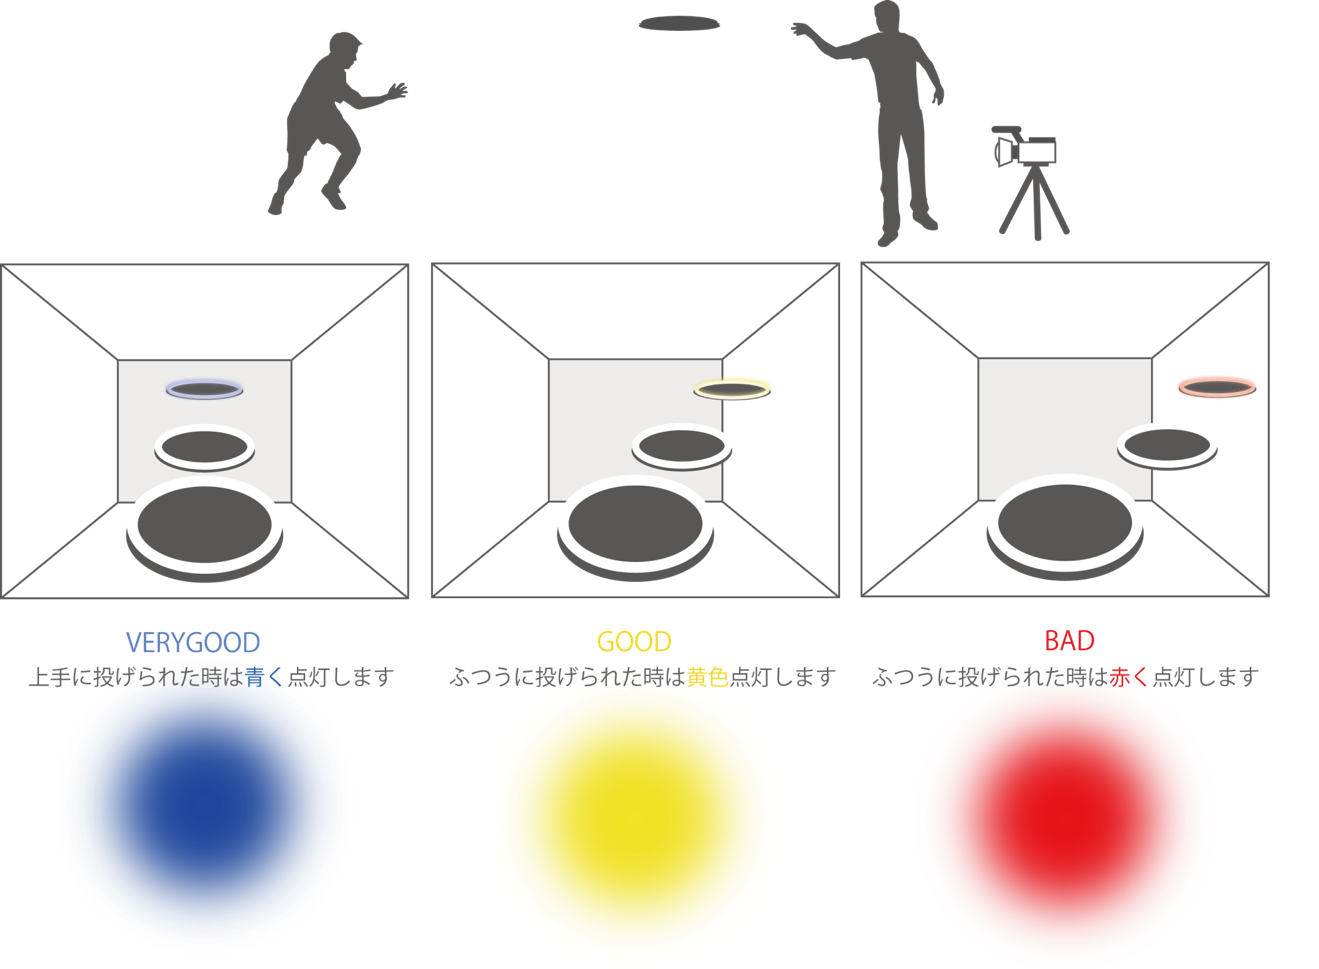 VERYGOOD
上手に投げられた時は青く点灯します
GOOD
ふつうに投げられた時は黄色点灯します
BAD
ふつうに投げられた時は赤く点灯します